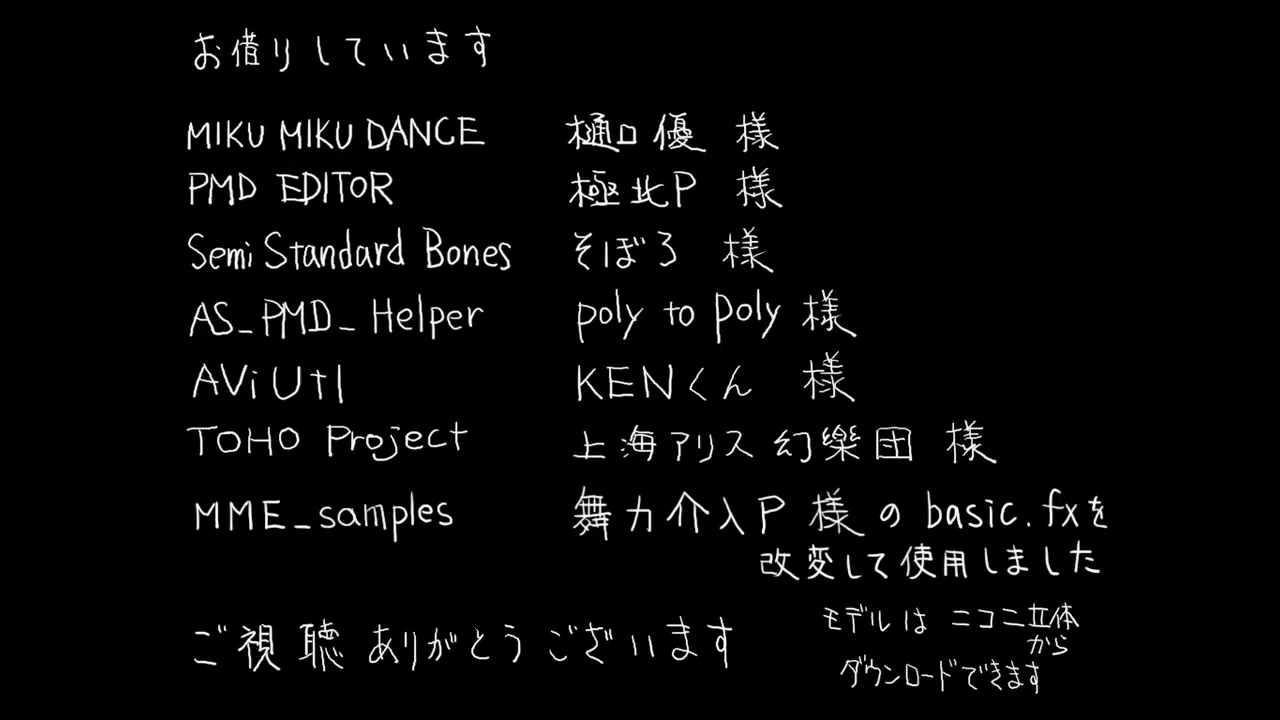 お借りしています
MIKU MIKU DANCE 樋口優 様
PMD EDITOR 極北P 様
Semi Standard Bones そぼろ 様
AS_PMD_Helper poly to poly 様
AViUtl KENくん 様
TOHO Project 上海アリス幻樂団 様
MME_samples 舞力介入P 様の basic.fxを
改変して使用しました
ご視聴ありがとうございます
モデルは ニコニ立体
から
ダウンロードできます